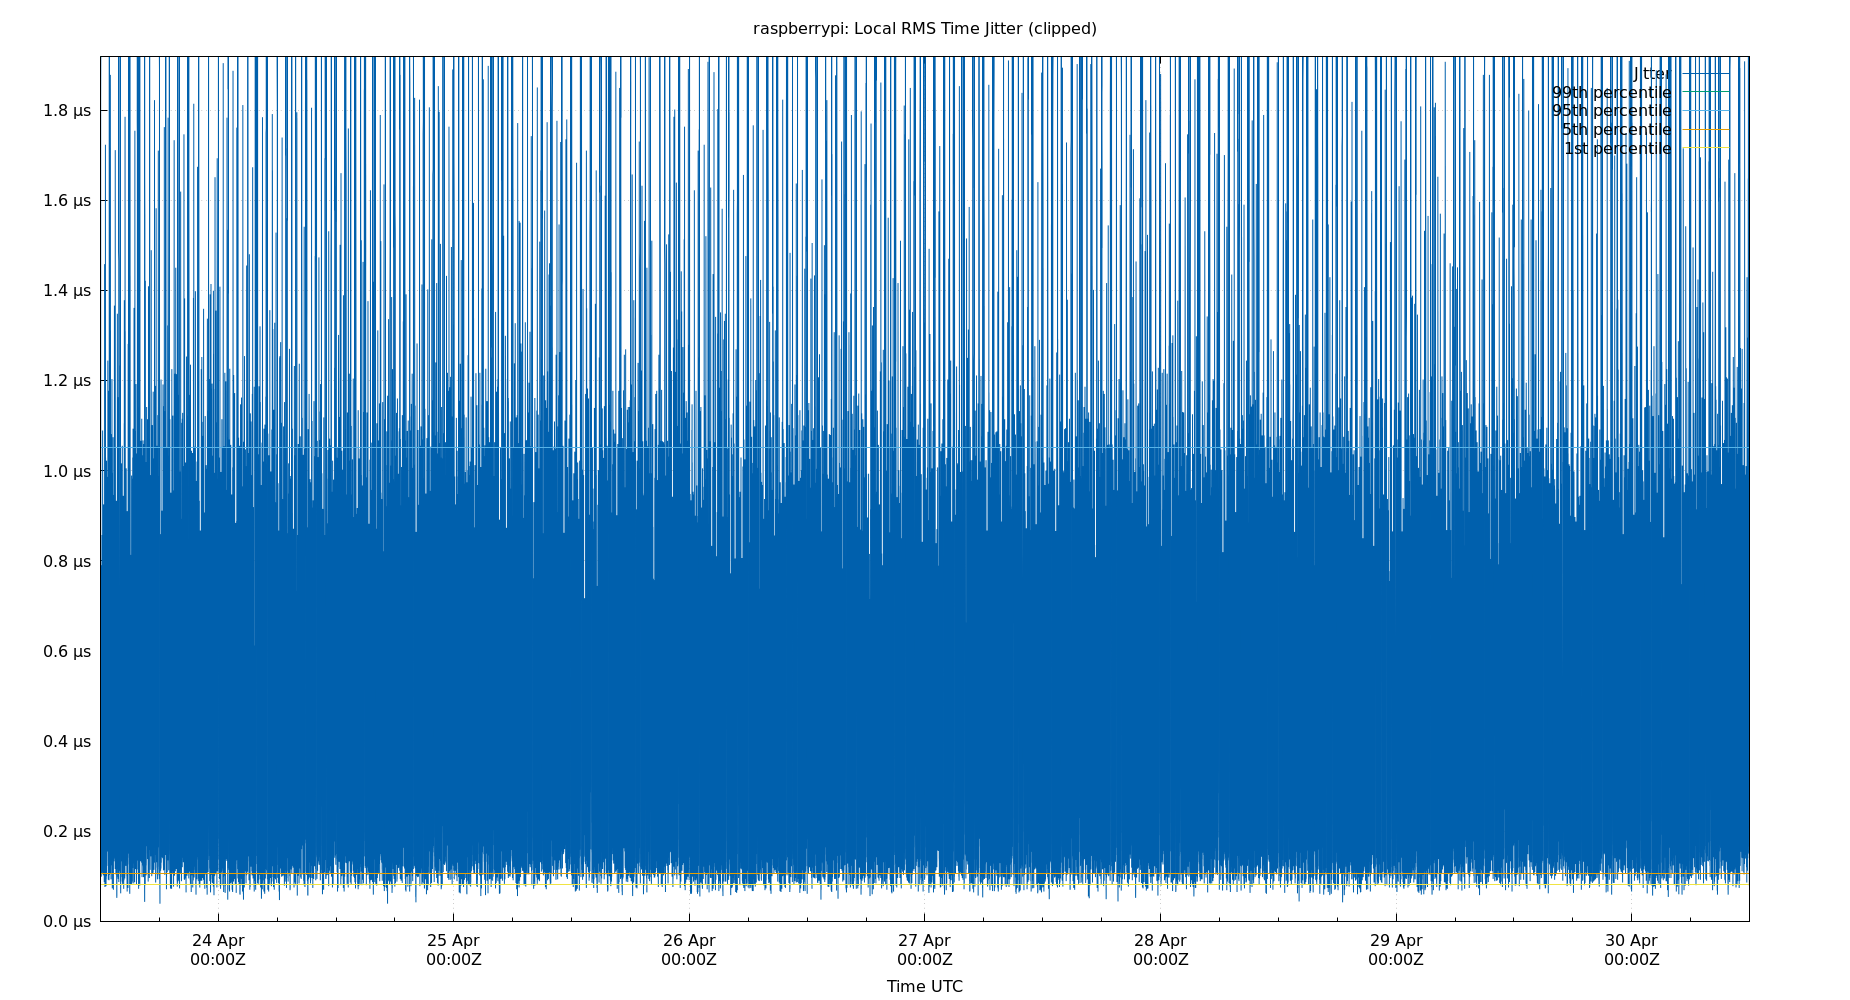 raspberrypi: Local RMS Time Jitter (clipped)
Jitter
99th percentile
95th percentile
5th percentile
1st percentile
1.8 μs
1.6 μs
1.4 μs
1.2 μs
1.0 μs
0.8 μs
0.6 μs
0.4 μs
0.2 μs
0.0 μs
24 Apr 25 Apr 26 Apr 27 Apr 28 Apr 29 Apr 30 Apr
00:00Z 00:00Z 00:00Z 00:00Z 00:00Z 00:00Z 00:00Z
Time UTC